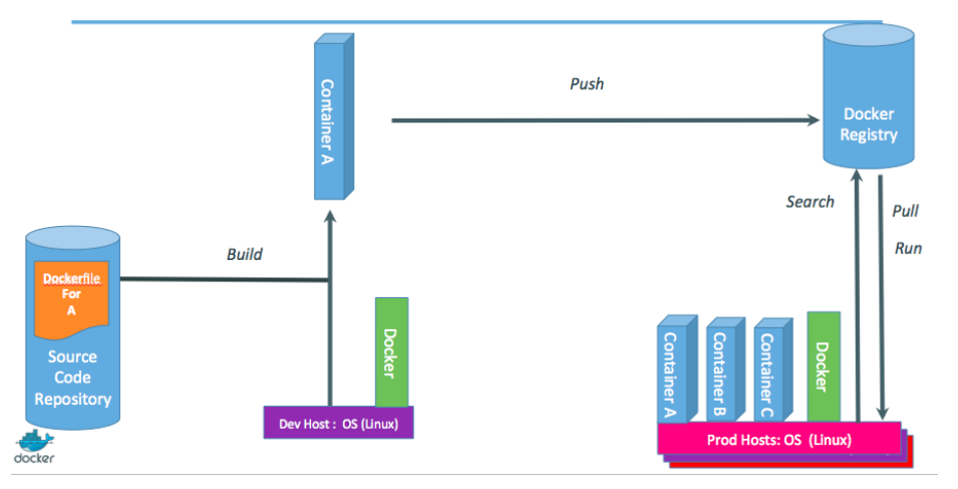 Container A
Push
Docker
Registry
Search
Pull
Run
Build
Dockerfile
For
A
Source
Code
Repository
Docker
Dev Host : OS (Linux)
Container A
Container B
Container C
Docker
Prod Hosts: OS (Linux)
docker